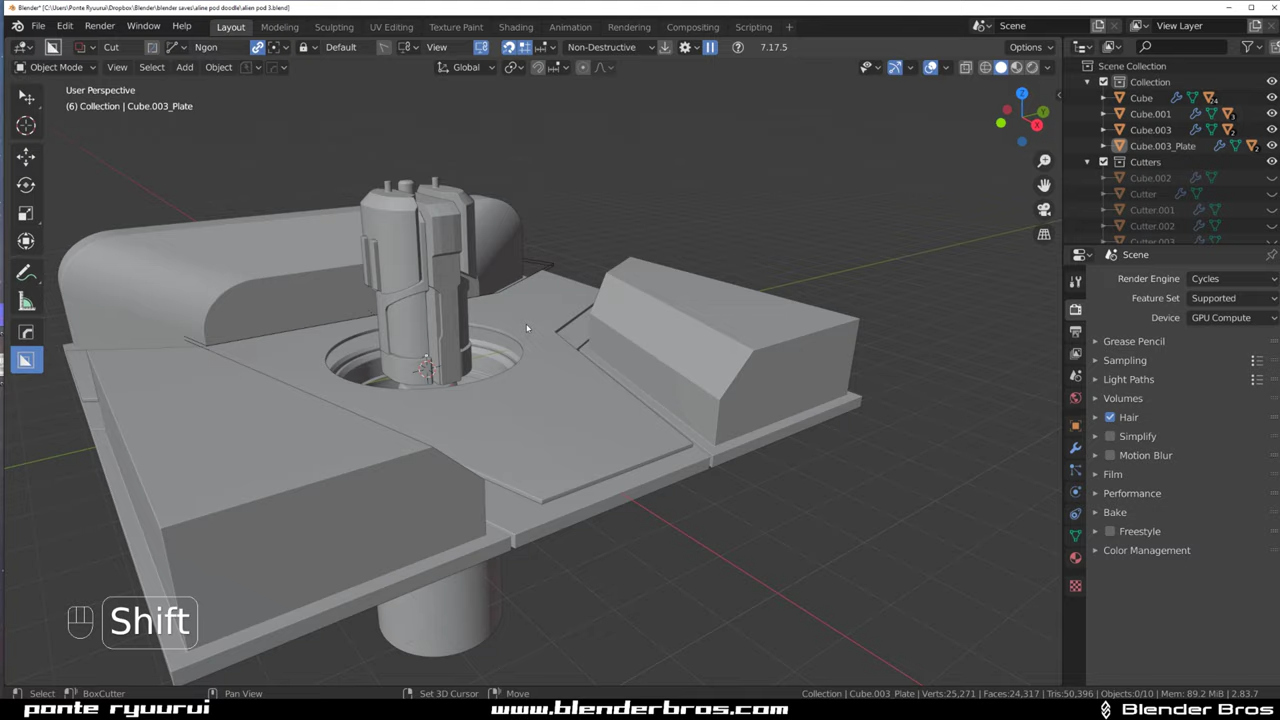 Blender* [C:\Users\Ponte Ryuurui\Dropbox\blender saves\aline pod doodle\alien pod 3.blend]
File Edit Render Window Help Layout Modeling Sculpting UV Editing Texture Paint Shading Animation Rendering Compositing Scripting + Scene View Layer
Cut Ngon Default View Non-Destructive 7.17.5 Options
Object Mode View Select Add Object Global
User Perspective
(6) Collection | Cube.003_Plate
Z
Y
X
Scene Collection
Collection
Cube 24
Cube.001 3
Cube.003 2
Cube.003_Plate 2
Cutters
Cube.002
Cutter
Cutter.001
Cutter.002
Cutter.003
Scene
Render Engine Cycles
Feature Set Supported
Device GPU Compute
Grease Pencil
Sampling
Light Paths
Volumes
Hair
Simplify
Motion Blur
Film
Performance
Bake
Freestyle
Color Management
Shift
Select BoxCutter Pan View Set 3D Cursor Move Collection | Cube.003_Plate | Verts:25,271 | Faces:24,317 | Tris:50,396 | Objects:0/10 | Mem: 89.2 MiB | 2.83.7
ponte ryuurui www.blenderbros.com Blender Bros